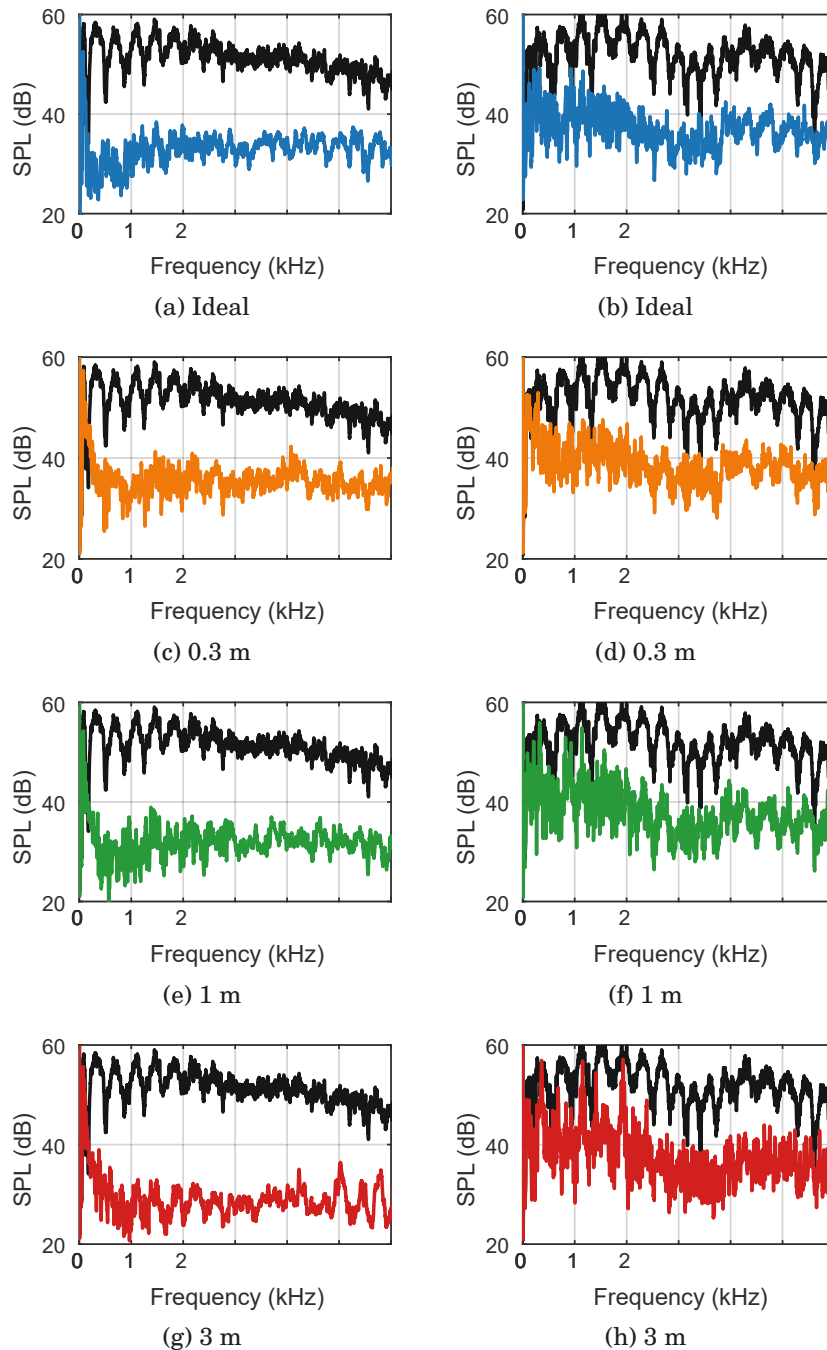 60
40
20
SPL (dB)
0 1 2
Frequency (kHz)
(a) Ideal
60
40
20
SPL (dB)
0 1 2
Frequency (kHz)
(b) Ideal
60
40
20
SPL (dB)
0 1 2
Frequency (kHz)
(c) 0.3 m
60
40
20
SPL (dB)
0 1 2
Frequency (kHz)
(d) 0.3 m
60
40
20
SPL (dB)
0 1 2
Frequency (kHz)
(e) 1 m
60
40
20
SPL (dB)
0 1 2
Frequency (kHz)
(f) 1 m
60
40
20
SPL (dB)
0 1 2
Frequency (kHz)
(g) 3 m
60
40
20
SPL (dB)
0 1 2
Frequency (kHz)
(h) 3 m